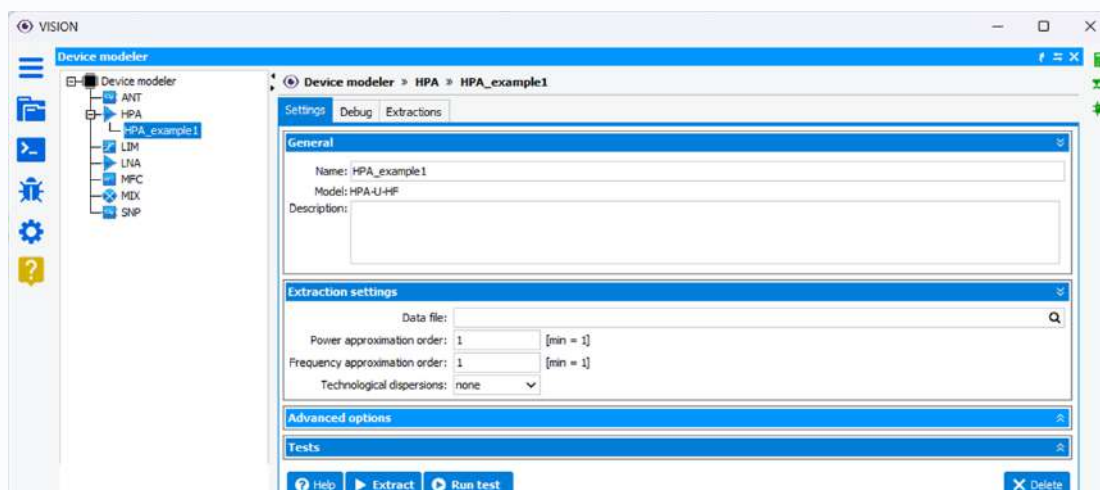 VISION
Device modeler
Device modeler
ANT
HPA
HPA_example1
LIM
LNA
MFC
MIX
SNP
Device modeler » HPA » HPA_example1
Settings Debug Extractions
General
Name: HPA_example1
Model: HPA-U-HF
Description:
Extraction settings
Data file:
Power approximation order: 1 [min = 1]
Frequency approximation order: 1 [min = 1]
Technological dispersions: none
Advanced options
Tests
? Help Extract Run test X Delete